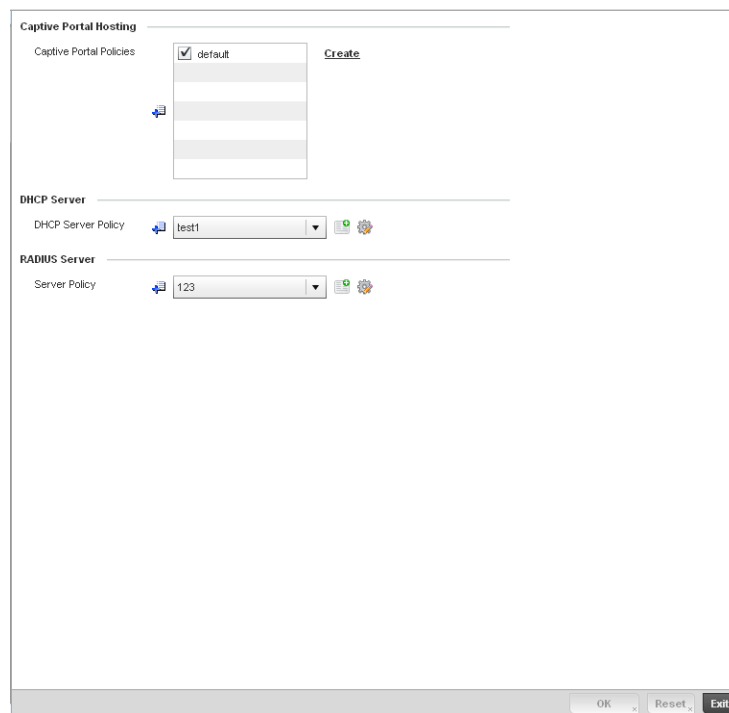 Captive Portal Hosting
Captive Portal Policies
default
Create
DHCP Server
DHCP Server Policy
test1
RADIUS Server
Server Policy
123
OK
Reset
Exit